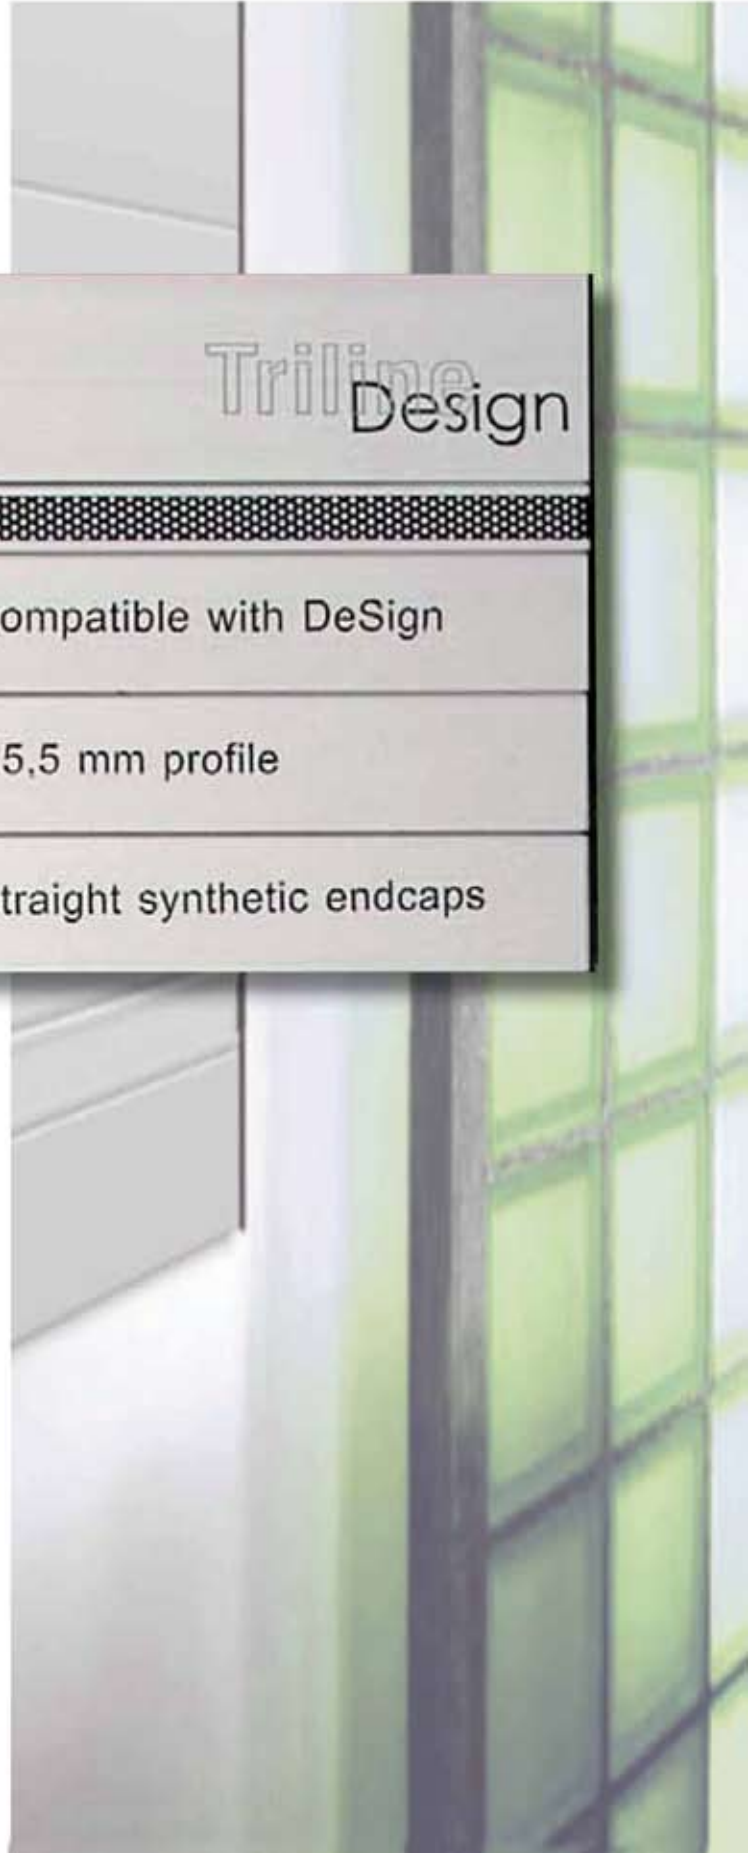 Triline
Design
ompatible with DeSign
5,5 mm profile
traight synthetic endcaps